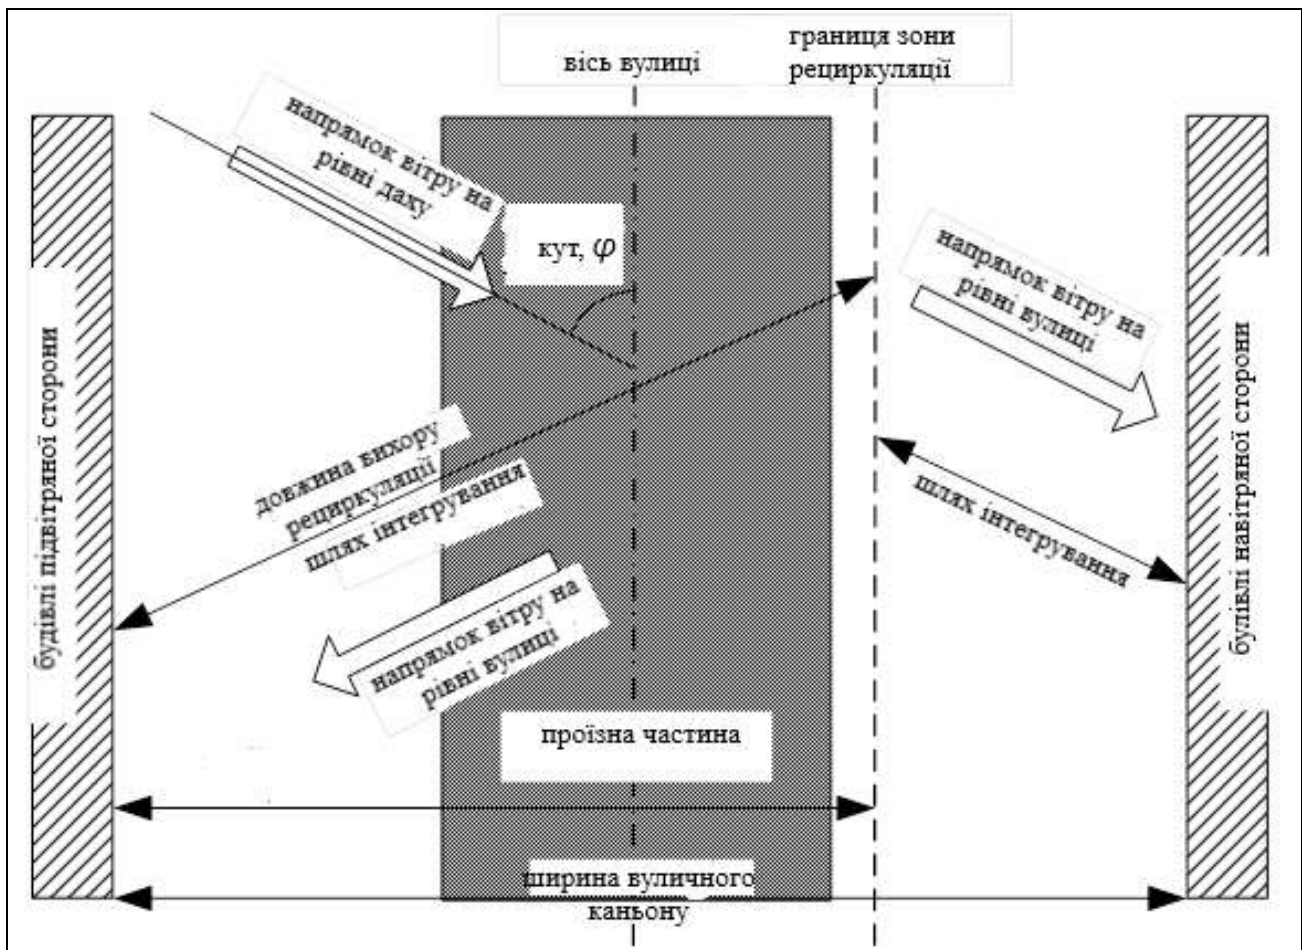 вісь вулиці
границя зони
рециркуляції
напрямок вітру на
рівні даху
кут, φ
напрямок вітру на
рівні вулиці
будівлі підвітряної сторони
булівлі навітряної сторони
довжина вихору
рециркуляції
шлях інтегрування
шлях інтегрування
напрямок вітру на
рівні вулиці
проїзна частина
ширина вуличного
каньону